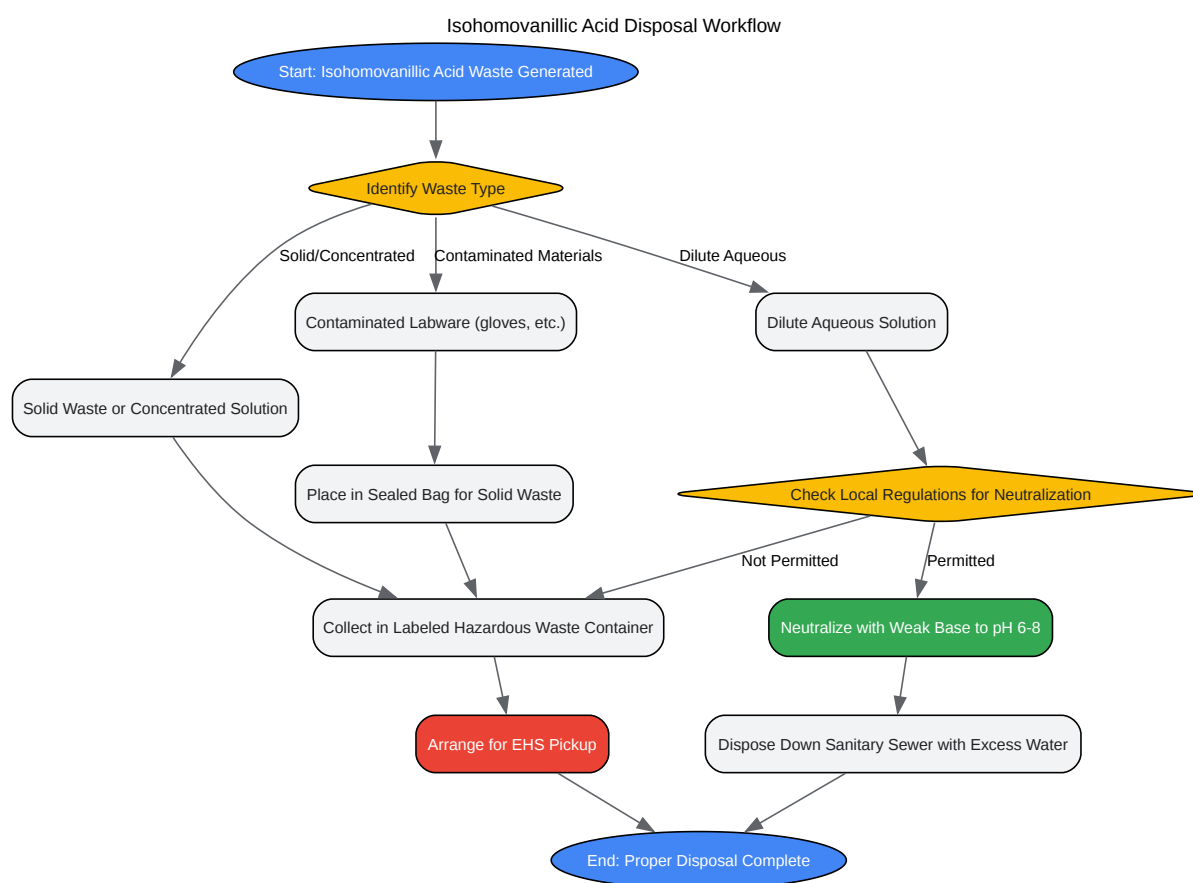 Isohomovanillic Acid Disposal Workflow
Start: Isohomovanillic Acid Waste Generated
Identify Waste Type
Solid/Concentrated
Contaminated Materials
Dilute Aqueous
Contaminated Labware (gloves, etc.)
Dilute Aqueous Solution
Solid Waste or Concentrated Solution
Place in Sealed Bag for Solid Waste
Check Local Regulations for Neutralization
Not Permitted
Permitted
Collect in Labeled Hazardous Waste Container
Neutralize with Weak Base to pH 6-8
Arrange for EHS Pickup
Dispose Down Sanitary Sewer with Excess Water
End: Proper Disposal Complete